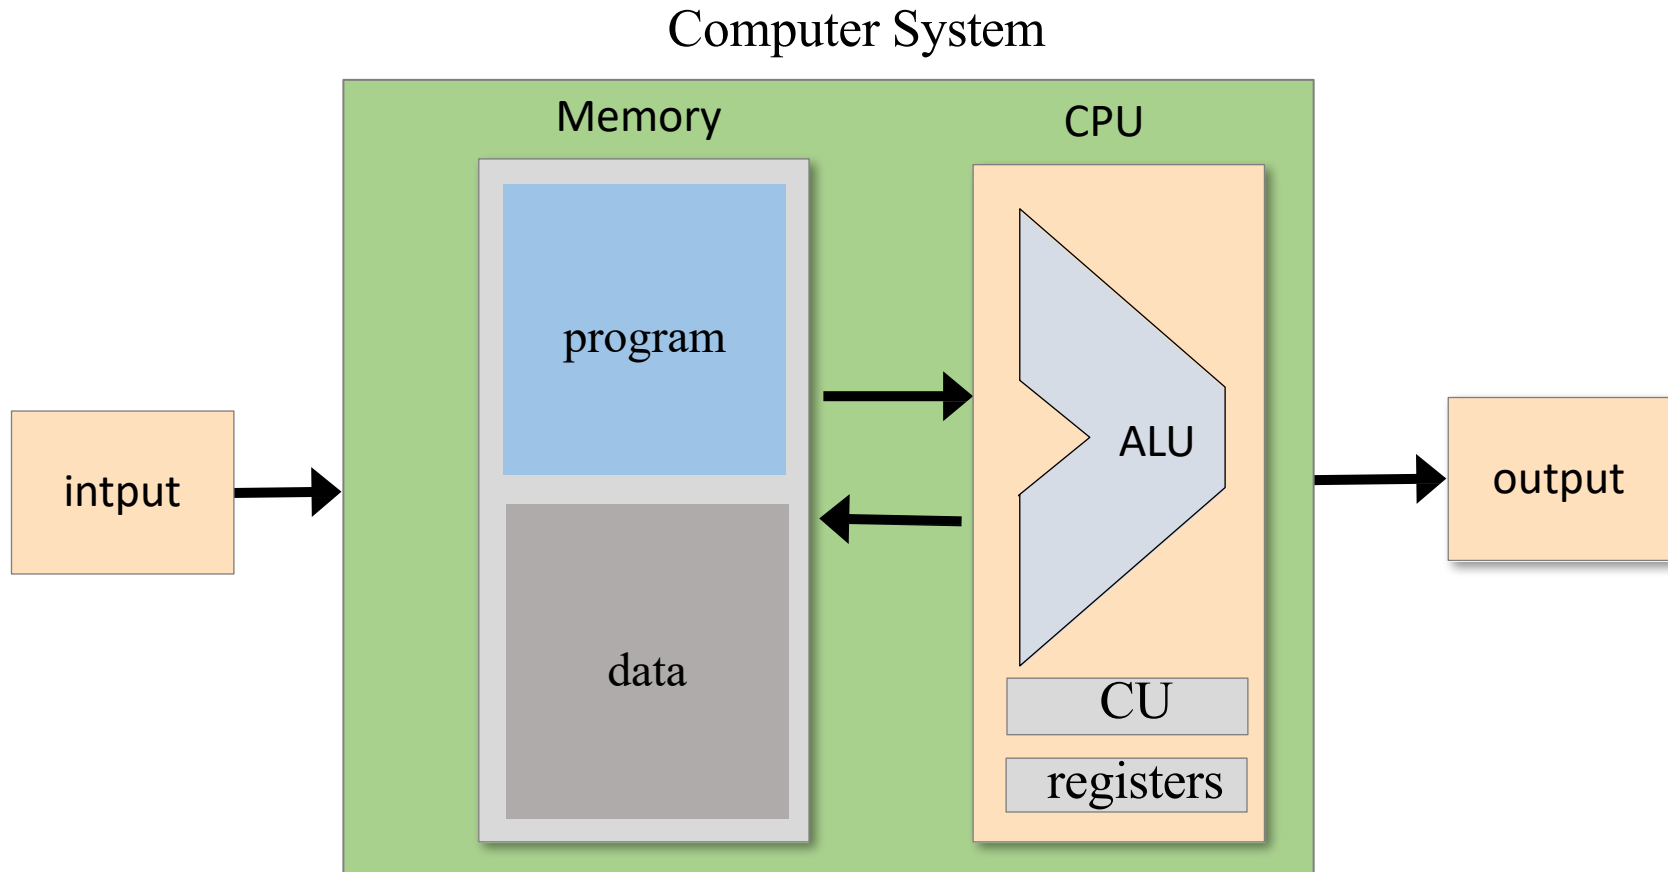 Computer System
Memory
CPU
program
ALU
intput
output
data
CU
registers